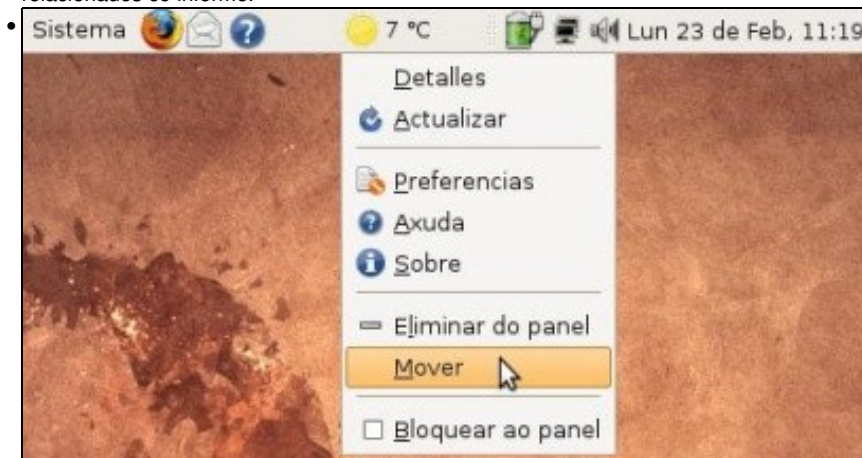 Sistema 7 °C Lun 23 de Feb, 11:19
Detalles
Actualizar
Preferencias
Axuda
Sobre
Eliminar do panel
Mover
Bloquear ao panel